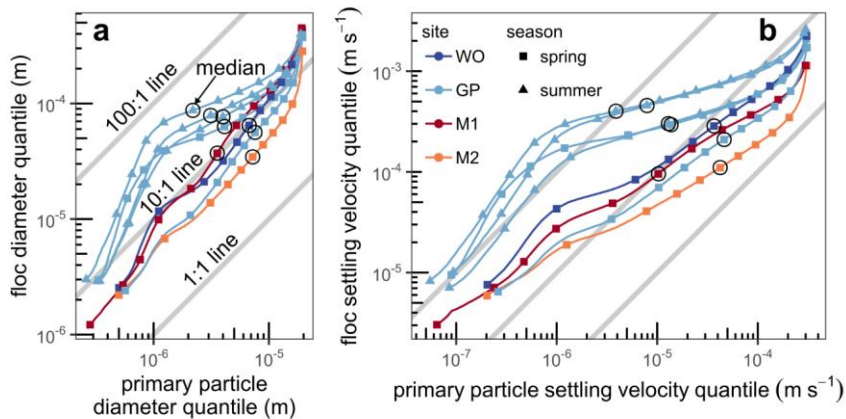 a
100:1 line
median
10:1 line
1:1 line
floc diameter quantile (m)
10⁻⁴
10⁻⁵
10⁻⁶
10⁻⁶
10⁻⁵
primary particle
diameter quantile (m)
b
site
WO
GP
M1
M2
season
spring
summer
floc settling velocity quantile (m s⁻¹)
10⁻³
10⁻⁴
10⁻⁵
10⁻⁷
10⁻⁶
10⁻⁵
10⁻⁴
primary particle settling velocity quantile (m s⁻¹)